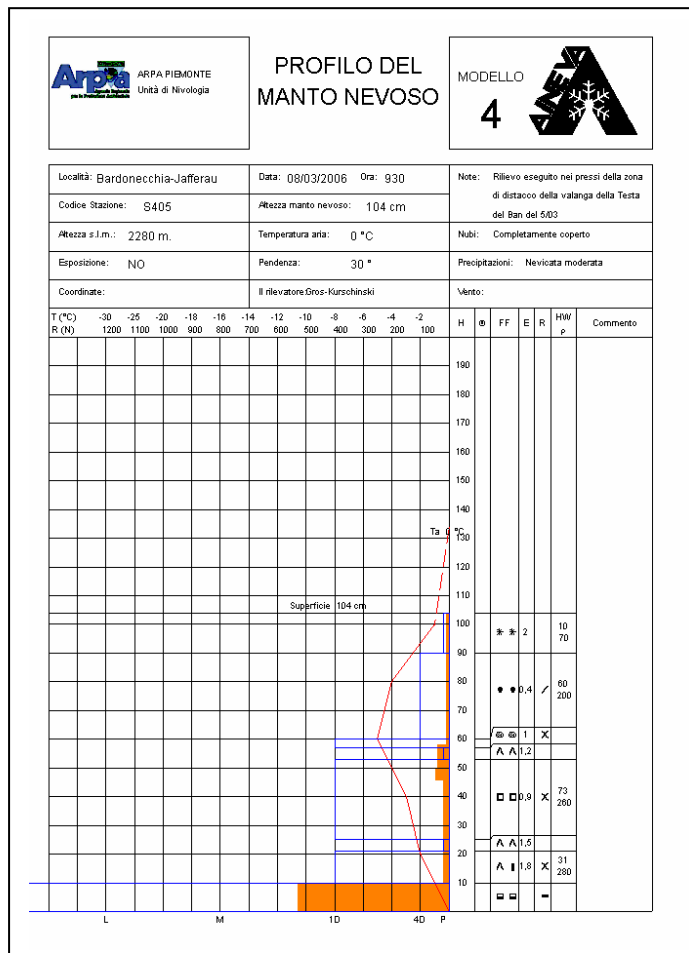 Arpa
ARPA PIEMONTE
Unità di Nivologia
PROFILO DEL
MANTO NEVOSO
MODELLO
4
AINEVA
Località: Bardonecchia-Jafferau
Data: 08/03/2006 Ora: 930
Note: Rilievo eseguito nei pressi della zona
di distacco della valanga della Testa
del Ban del 5/03
Codice Stazione: S405
Altezza manto nevoso: 104 cm
Altezza s.l.m.: 2280 m.
Temperatura aria: 0 °C
Nubi: Completamente coperto
Esposizione: NO
Pendenza: 30 °
Precipitazioni: Nevicata moderata
Coordinate:
Il rilevatore:Gros-Kurschinski
Vento:
T (°C) -30 -25 -20 -18 -16 -14 -12 -10 -8 -6 -4 -2
R (N) 1200 1100 1000 900 800 700 600 500 400 300 200 100
H FF E R HW ρ Commento
190
180
170
160
150
140
Ta 0 °C
130
120
110
Superficie 104 cm
100
2 10
70
90
80
0,4 60
200
70
60
1 X
1,2
50
40
0,9 X 73
260
30
1,5
20
1,8 X 31
280
10
L M 1D 4D P